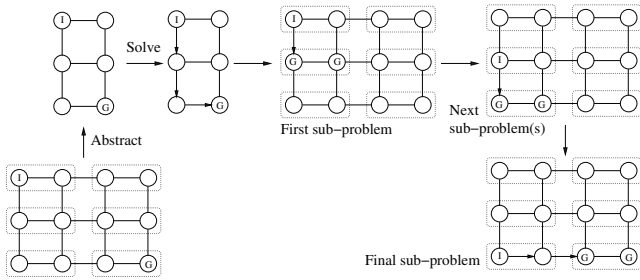 I
G
Solve
I
G
I
G G
First sub−problem
I
G G
Next
sub−problem(s)
Abstract
I
G
Final sub−problem
I
G G